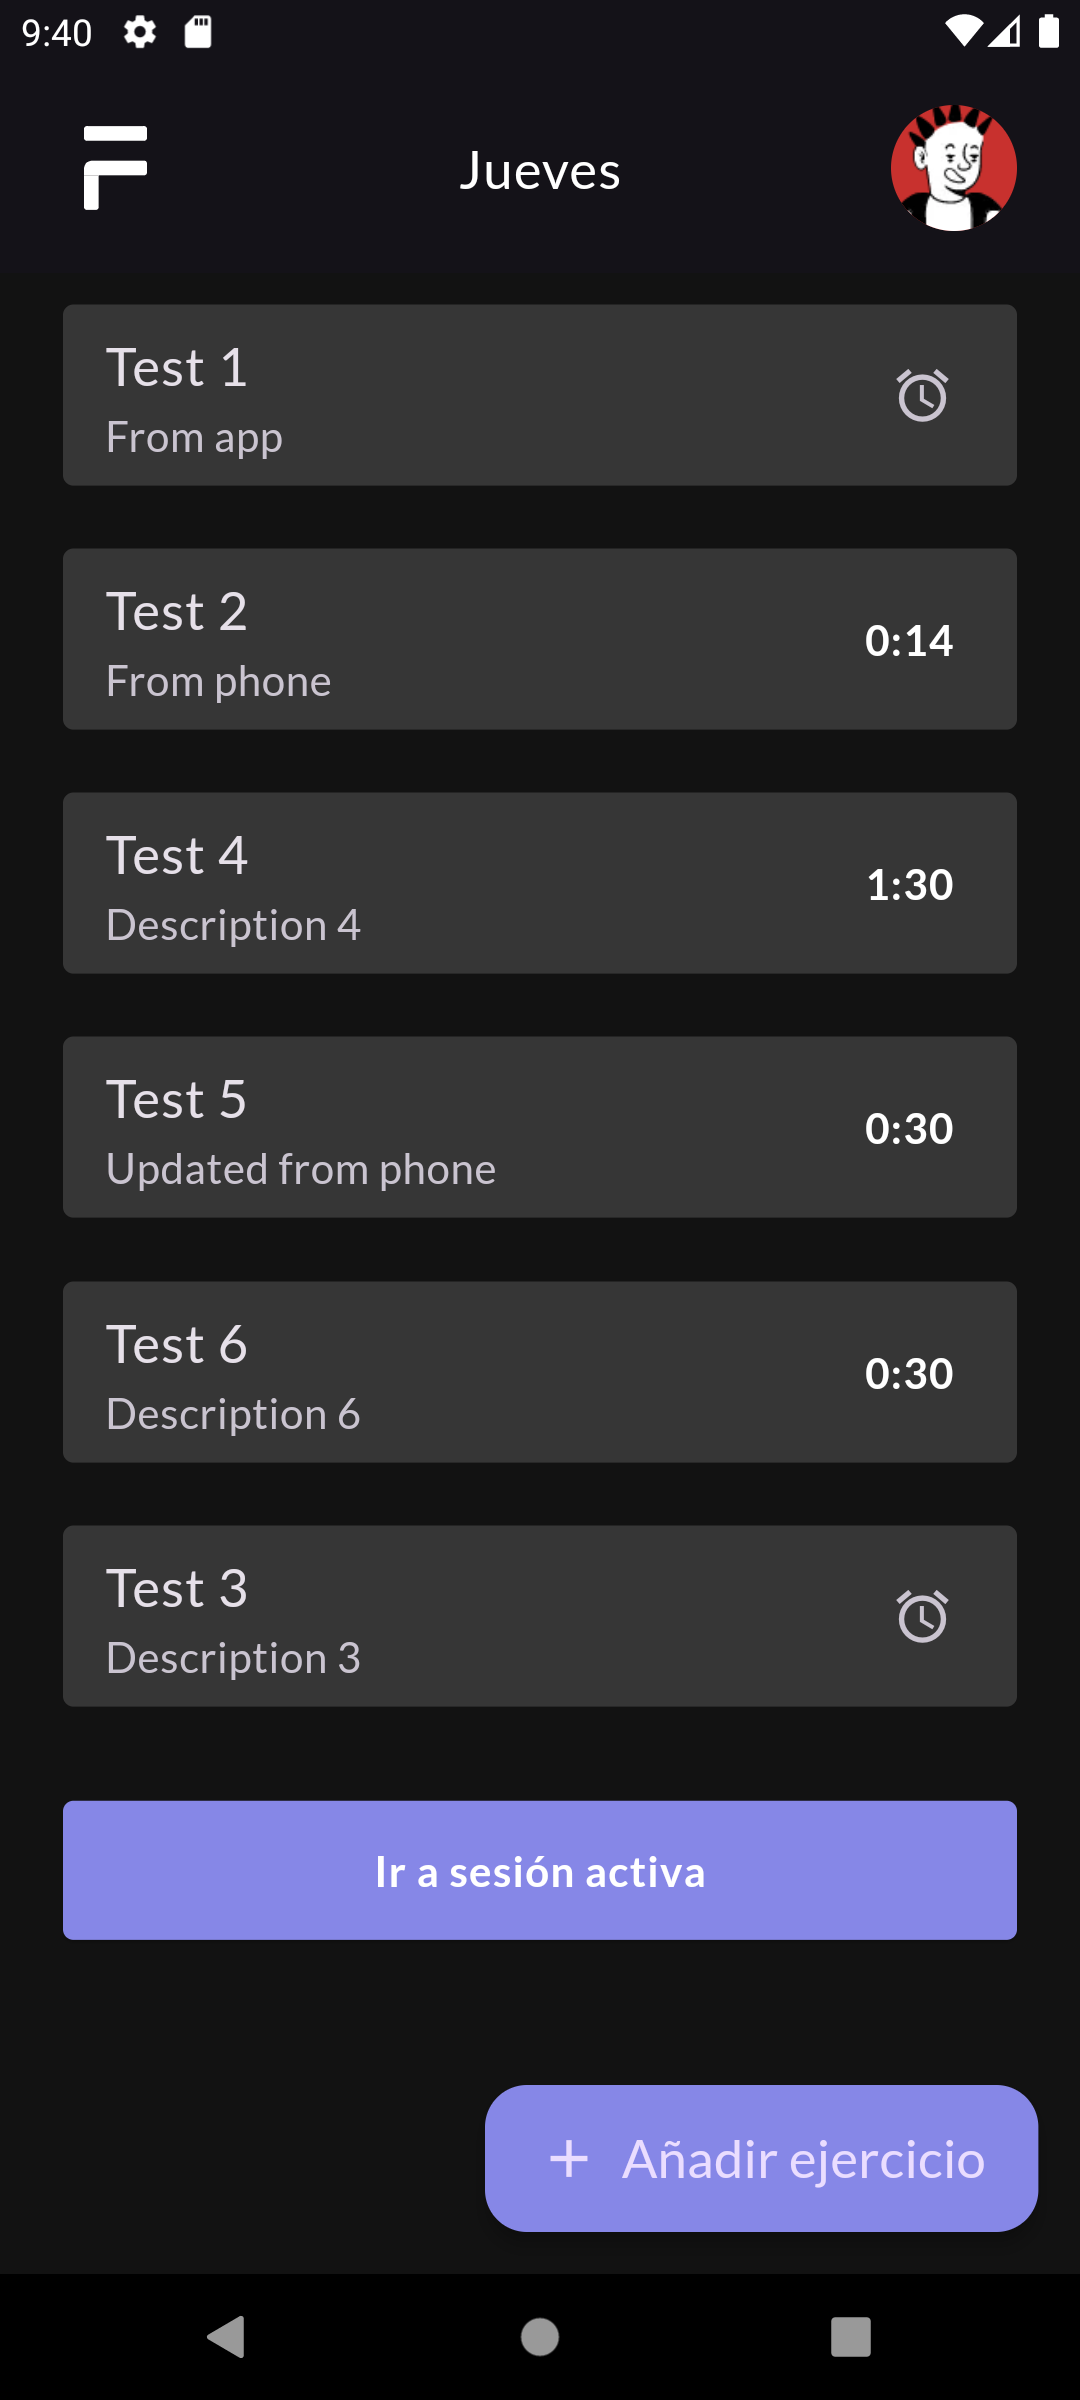 9:40
Jueves
Test 1
From app
Test 2
From phone
0:14
Test 4
Description 4
1:30
Test 5
Updated from phone
0:30
Test 6
Description 6
0:30
Test 3
Description 3
Ir a sesión activa
+ Añadir ejercicio